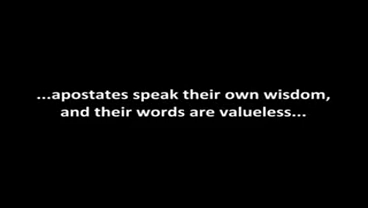 ...apostates speak their own wisdom,
and their words are valueless...